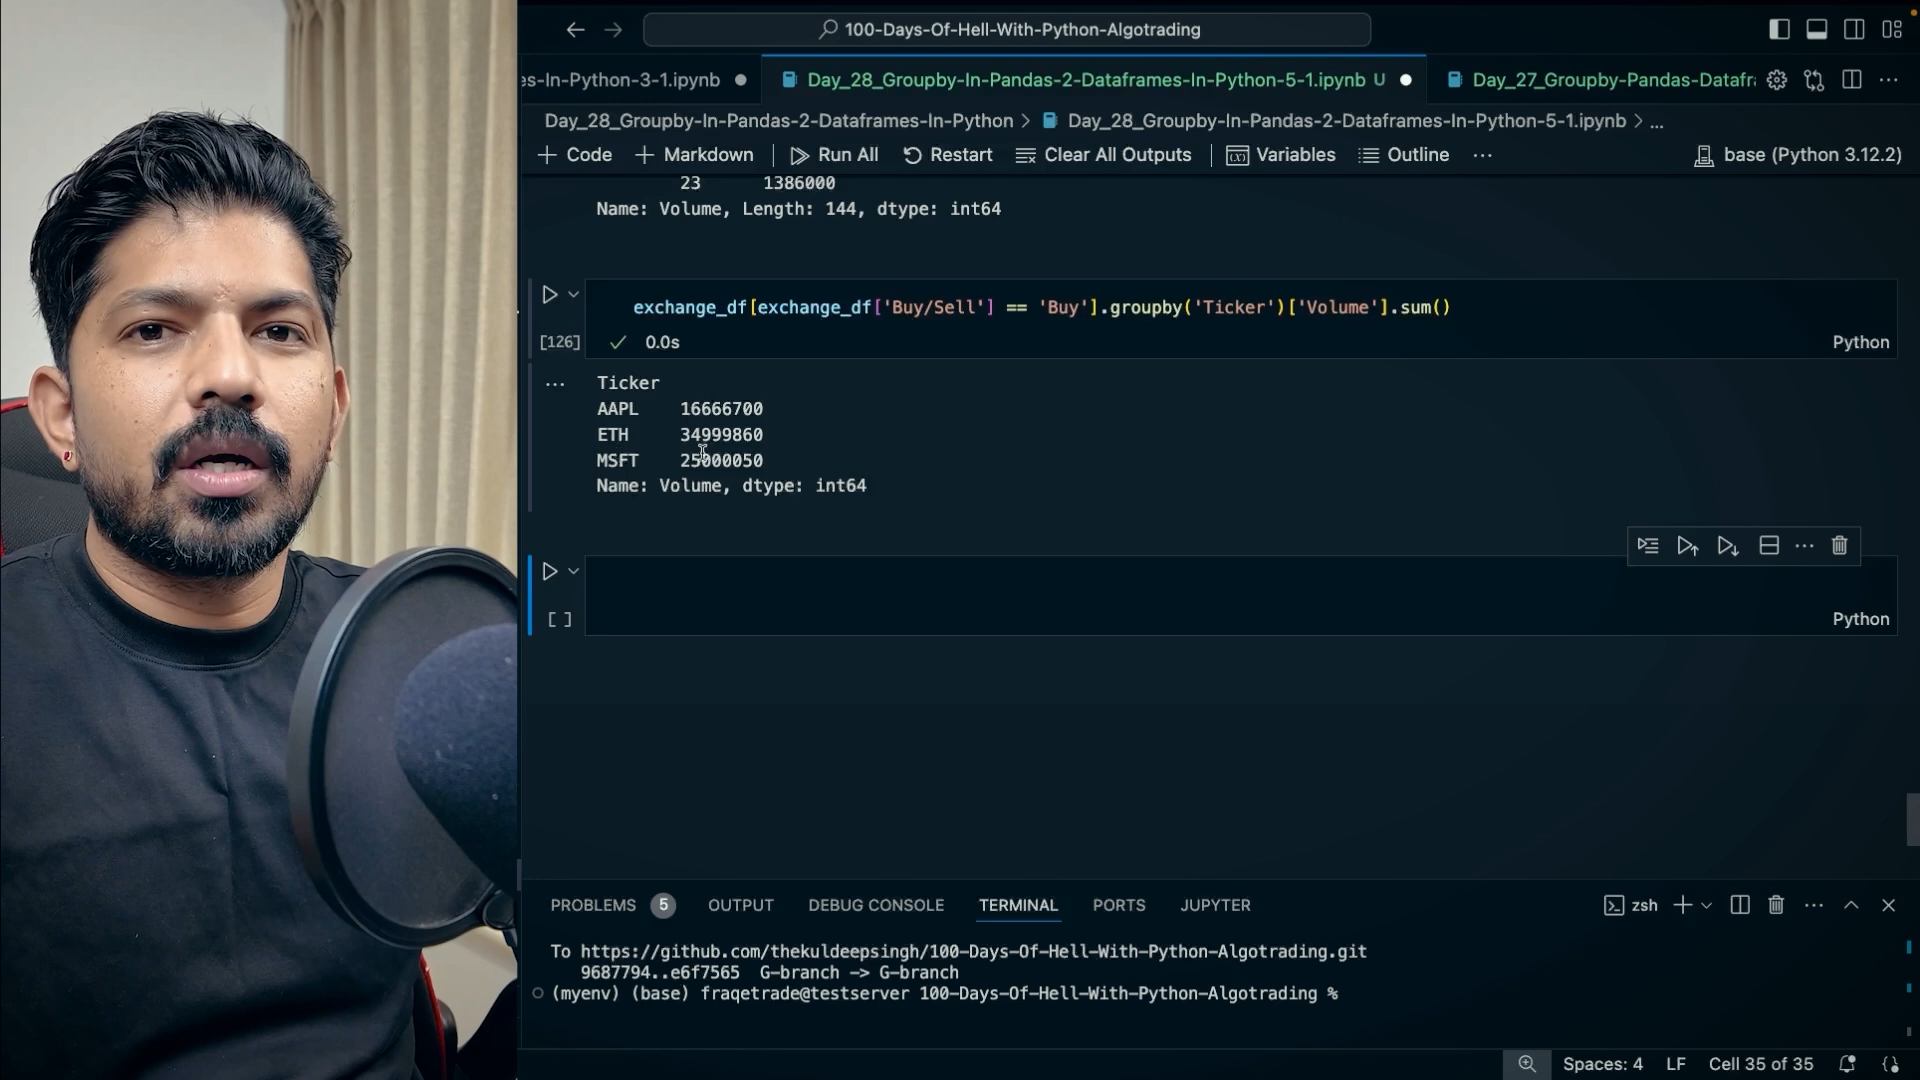 100-Days-Of-Hell-With-Python-Algotrading
es-In-Python-3-1.ipynb
Day_28_Groupby-In-Pandas-2-Dataframes-In-Python-5-1.ipynb U
Day_27_Groupby-Pandas-Datafr
Day_28_Groupby-In-Pandas-2-Dataframes-In-Python > Day_28_Groupby-In-Pandas-2-Dataframes-In-Python-5-1.ipynb > ...
+ Code + Markdown Run All Restart Clear All Outputs Variables Outline ... base (Python 3.12.2)
23 1386000
Name: Volume, Length: 144, dtype: int64
exchange_df[exchange_df['Buy/Sell'] == 'Buy'].groupby('Ticker')['Volume'].sum()
[126] ✓ 0.0s Python
... Ticker
AAPL 16666700
ETH 34999860
MSFT 25000050
Name: Volume, dtype: int64
[ ] Python
PROBLEMS 5 OUTPUT DEBUG CONSOLE TERMINAL PORTS JUPYTER zsh
To https://github.com/thekuldeepsingh/100-Days-Of-Hell-With-Python-Algotrading.git
9687794..e6f7565 G-branch -> G-branch
(myenv) (base) fraqetrade@testserver 100-Days-Of-Hell-With-Python-Algotrading %
Spaces: 4 LF Cell 35 of 35